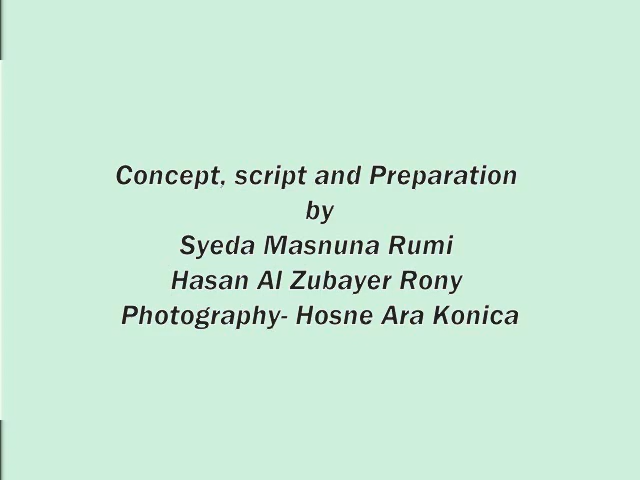 Concept, script and Preparation
by
Syeda Masnuna Rumi
Hasan Al Zubayer Rony
Photography- Hosne Ara Konica